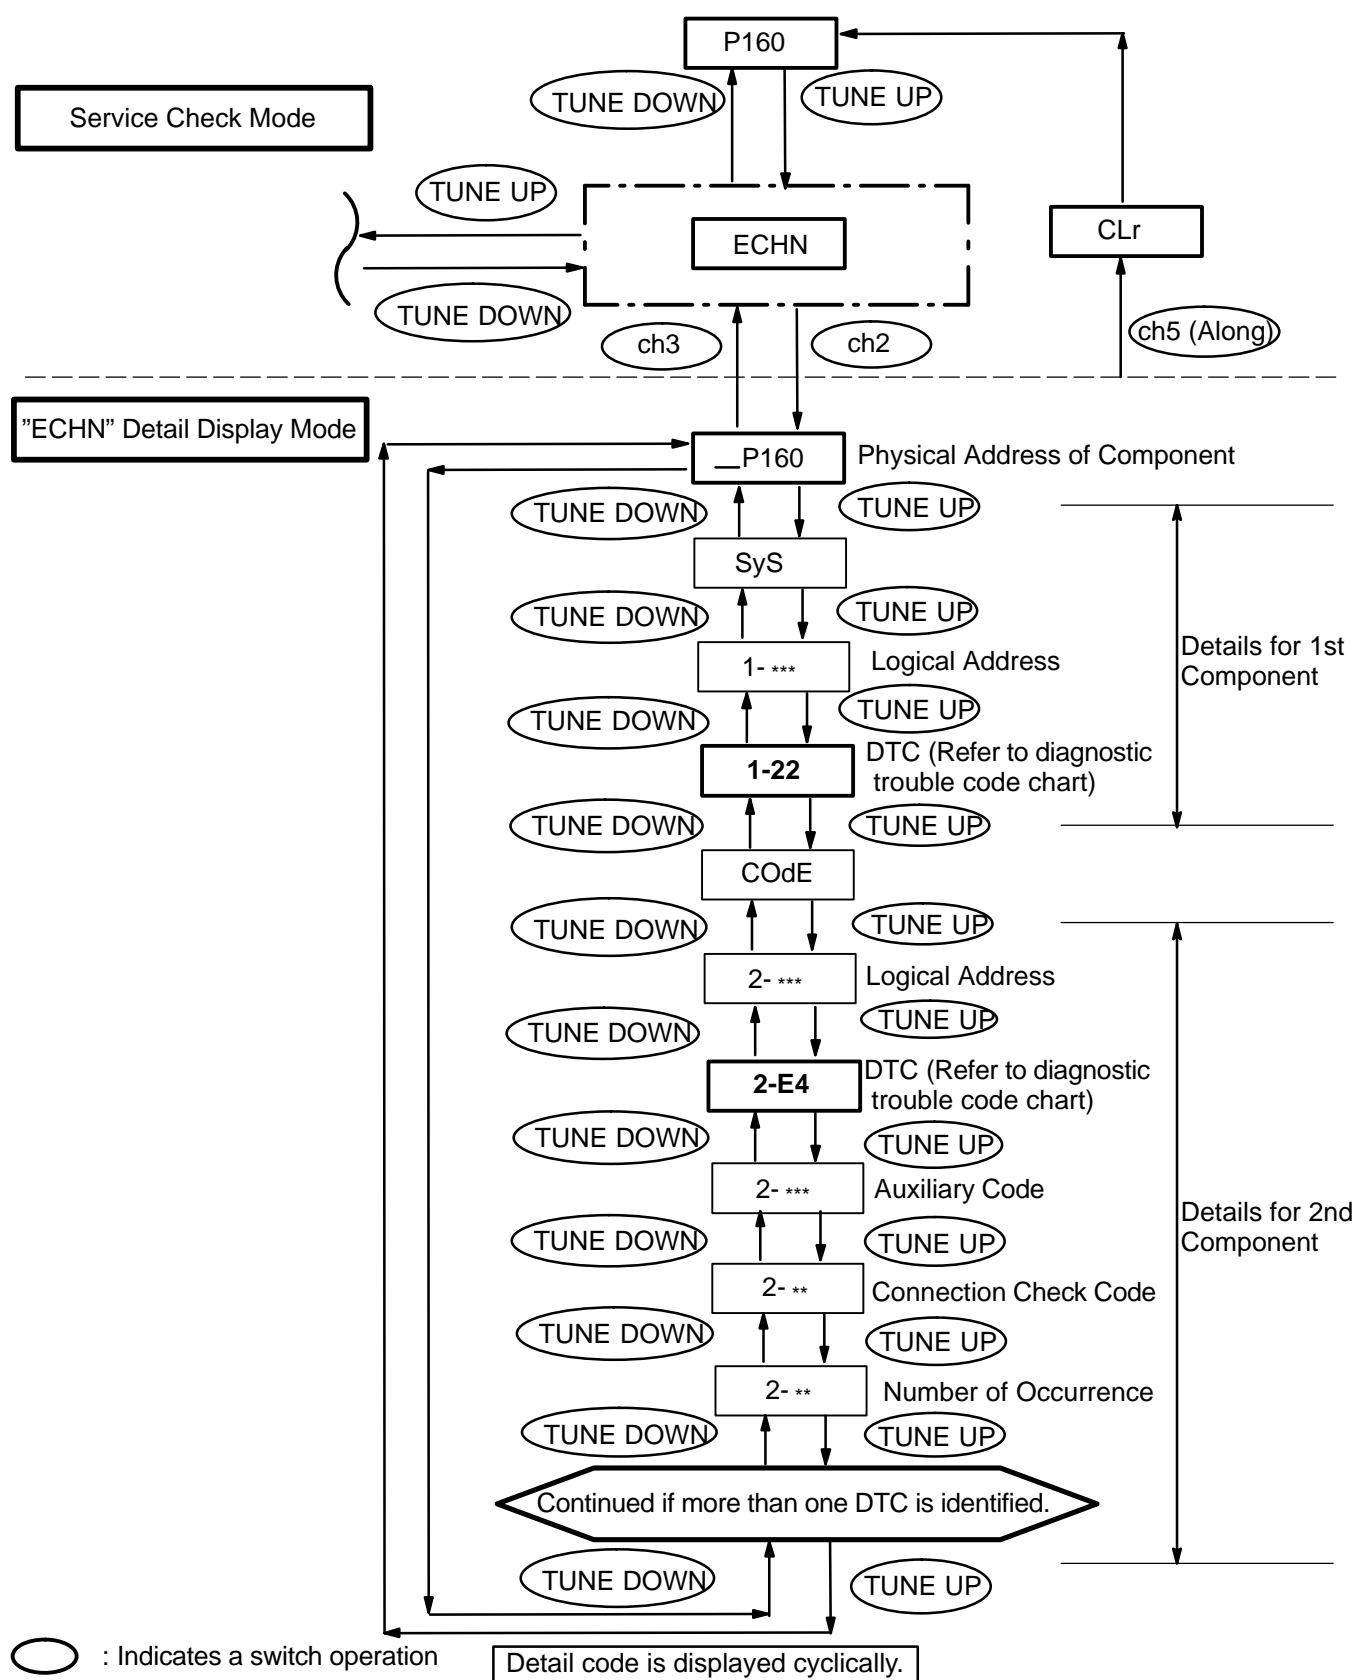 P160
TUNE DOWN
TUNE UP
Service Check Mode
TUNE UP
ECHN
CLr
TUNE DOWN
ch3
ch2
ch5 (Along)
”ECHN” Detail Display Mode
__P160
Physical Address of Component
TUNE DOWN
TUNE UP
SyS
TUNE DOWN
TUNE UP
Details for 1st
Component
1- ***
Logical Address
TUNE DOWN
TUNE UP
1-22
DTC (Refer to diagnostic
trouble code chart)
TUNE DOWN
TUNE UP
COdE
TUNE DOWN
TUNE UP
2- ***
Logical Address
TUNE DOWN
TUNE UP
2-E4
DTC (Refer to diagnostic
trouble code chart)
TUNE DOWN
TUNE UP
2- ***
Auxiliary Code
Details for 2nd
Component
TUNE DOWN
TUNE UP
2- **
Connection Check Code
TUNE DOWN
TUNE UP
2- **
Number of Occurrence
TUNE DOWN
TUNE UP
Continued if more than one DTC is identified.
TUNE DOWN
TUNE UP
: Indicates a switch operation
Detail code is displayed cyclically.